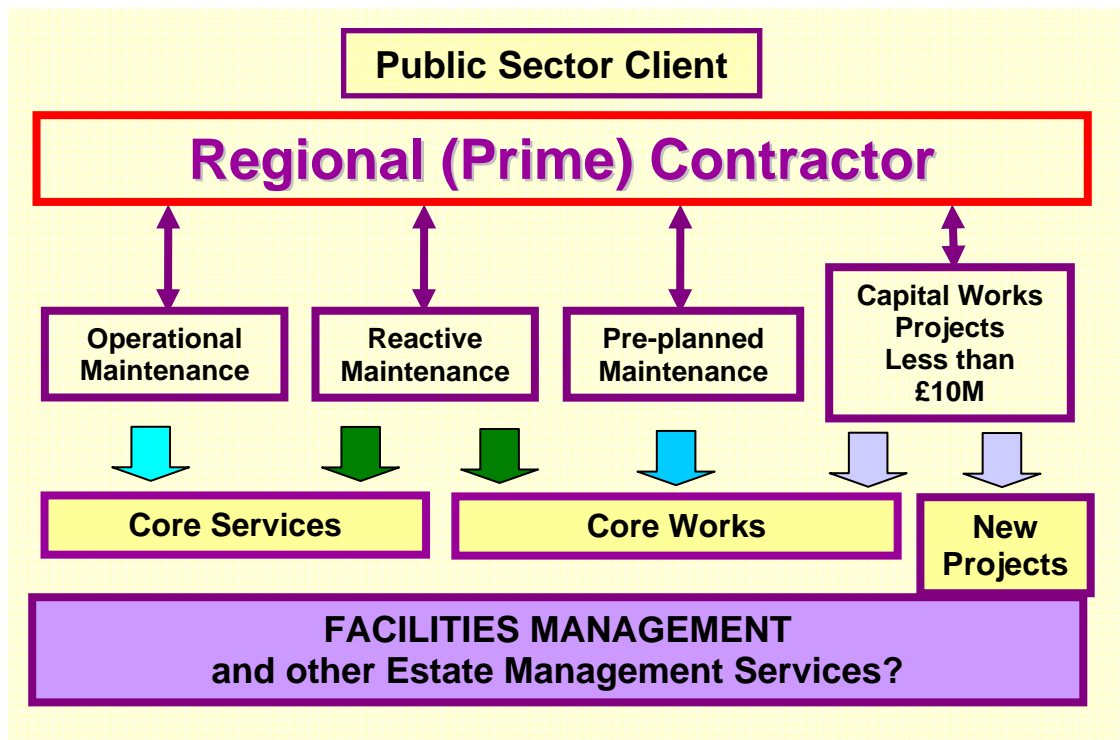 Public Sector Client
Regional (Prime) Contractor
Operational
Maintenance
Reactive
Maintenance
Pre-planned
Maintenance
Capital Works
Projects
Less than
£10M
Core Services
Core Works
New
Projects
FACILITIES MANAGEMENT
and other Estate Management Services?